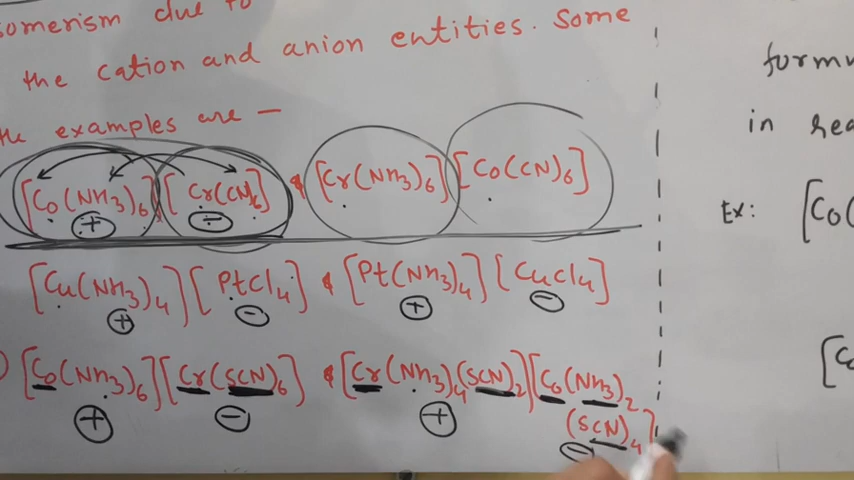 somerism due to
the cation and anion entities. Some
the examples are —
[Co(NH3)6] [Cr(CN)6] & [Cr(NH3)6] [Co(CN)6]
+ −
[Cu(NH3)4] [PtCl4] & [Pt(NH3)4] [CuCl4]
+ − + −
) [Co(NH3)6] [Cr(SCN)6] & [Cr(NH3)4(SCN)2] [Co(NH3)2
(SCN)4]
+ − + −
formu
in rea
Ex: [Co(
[Co